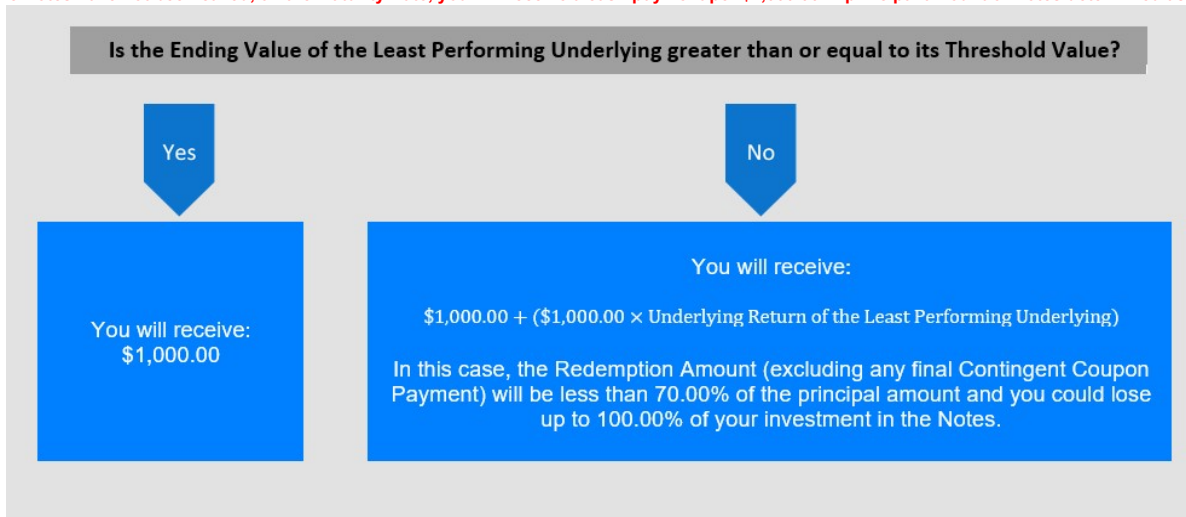 Is the Ending Value of the Least Performing Underlying greater than or equal to its Threshold Value?
Yes
No
You will receive:
$1,000.00
You will receive:
$1,000.00 + ($1,000.00 × Underlying Return of the Least Performing Underlying)
In this case, the Redemption Amount (excluding any final Contingent Coupon
Payment) will be less than 70.00% of the principal amount and you could lose
up to 100.00% of your investment in the Notes.